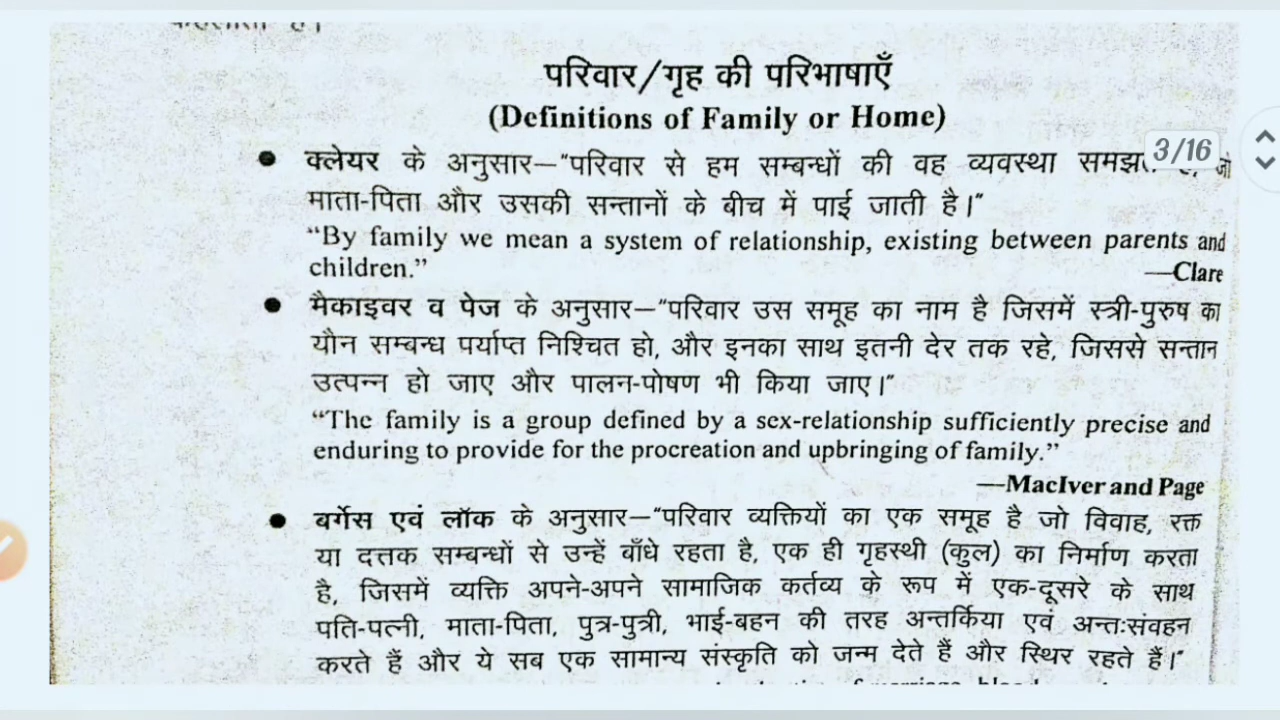 परिवार/गृह की परिभाषाएँ
(Definitions of Family or Home)
3/16
● क्लेयर के अनुसार–"परिवार से हम सम्बन्धों की वह व्यवस्था जो
माता-पिता और उसकी सन्तानों के बीच में पाई जाती है।"
"By family we mean a system of relationship, existing between parents and
children."
—Clare
● मैकाइवर व पेज के अनुसार–"परिवार उस समूह का नाम है जिसमें स्त्री-पुरुष का
यौन सम्बन्ध पर्याप्त निश्चित हो, और इनका साथ इतनी देर तक रहे, जिससे सन्तान
उत्पन्न हो जाए और पालन-पोषण भी किया जाए।"
"The family is a group defined by a sex-relationship sufficiently precise and
enduring to provide for the procreation and upbringing of family."
—MacIver and Page
● बर्गेस एवं लॉक के अनुसार–"परिवार व्यक्तियों का एक समूह है जो विवाह, रक्त
या दत्तक सम्बन्धों से उन्हें बाँधे रहता है, एक ही गृहस्थी (कुल) का निर्माण करता
है, जिसमें व्यक्ति अपने-अपने सामाजिक कर्तव्य के रूप में एक-दूसरे के साथ
पति-पत्नी, माता-पिता, पुत्र-पुत्री, भाई-बहन की तरह अन्तर्किया एवं अन्तःसंवहन
करते हैं और ये सब एक सामान्य संस्कृति को जन्म देते हैं और स्थिर रहते हैं।"